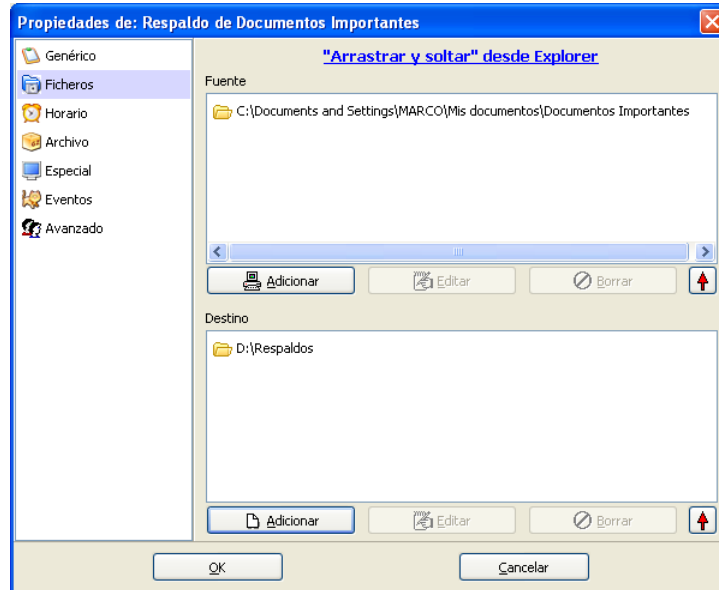 Propiedades de: Respaldo de Documentos Importantes
Genérico
Ficheros
Horario
Archivo
Especial
Eventos
Avanzado
"Arrastrar y soltar" desde Explorer
Fuente
C:\Documents and Settings\MARCO\Mis documentos\Documentos Importantes
Adicionar Editar Borrar
Destino
D:\Respaldos
Adicionar Editar Borrar
OK Cancelar